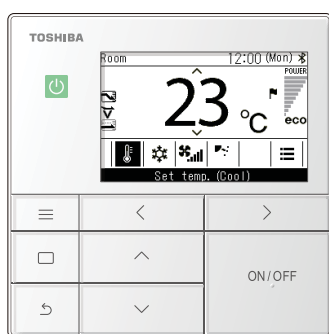 TOSHIBA
Room 12:00 (Mon)
POWER
23 °C
eco
Set temp. (Cool)
ON/OFF